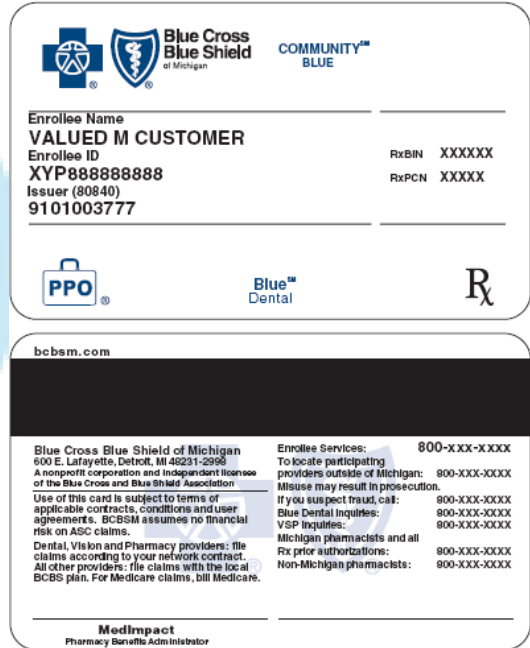 Blue Cross
Blue Shield
of Michigan
COMMUNITY℠
BLUE
®
®
Enrollee Name
VALUED M CUSTOMER
Enrollee ID
XYP888888888
Issuer (80840)
9101003777
RxBIN XXXXXX
RxPCN XXXXX
PPO ®
Blue℠
Dental
Rx
bcbsm.com
Blue Cross Blue Shield of Michigan
600 E. Lafayette, Detroit, MI 48231-2998
A nonprofit corporation and independent licensee
of the Blue Cross and Blue Shield Association
Use of this card is subject to terms of
applicable contracts, conditions and user
agreements. BCBSM assumes no financial
risk on ASC claims.
Dental, Vision and Pharmacy providers: file
claims according to your network contract.
All other providers: file claims with the local
BCBS plan. For Medicare claims, bill Medicare.
MedImpact
Pharmacy Benefits Administrator
Enrollee Services: 800-xxx-xxxx
To locate participating
providers outside of Michigan: 800-XXX-XXXX
Misuse may result in prosecution.
If you suspect fraud, call: 800-XXX-XXXX
Blue Dental Inquiries: 800-XXX-XXXX
VSP Inquiries: 800-XXX-XXXX
Michigan pharmacists and all
Rx prior authorizations: 800-XXX-XXXX
Non-Michigan pharmacists: 800-XXX-XXXX